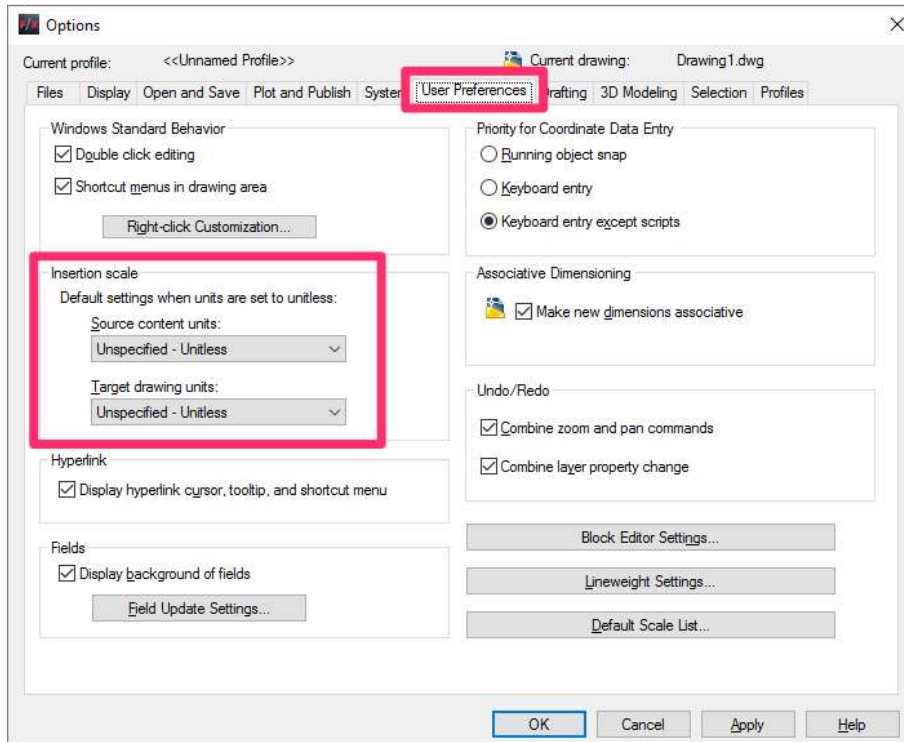 F/X Options
Current profile: <<Unnamed Profile>> Current drawing: Drawing1.dwg
Files Display Open and Save Plot and Publish System User Preferences Drafting 3D Modeling Selection Profiles
Windows Standard Behavior
Double click editing
Shortcut menus in drawing area
Right-click Customization...
Insertion scale
Default settings when units are set to unitless:
Source content units:
Unspecified - Unitless
Target drawing units:
Unspecified - Unitless
Hyperlink
Display hyperlink cursor, tooltip, and shortcut menu
Fields
Display background of fields
Field Update Settings...
Priority for Coordinate Data Entry
Running object snap
Keyboard entry
Keyboard entry except scripts
Associative Dimensioning
Make new dimensions associative
Undo/Redo
Combine zoom and pan commands
Combine layer property change
Block Editor Settings...
Lineweight Settings...
Default Scale List...
OK Cancel Apply Help